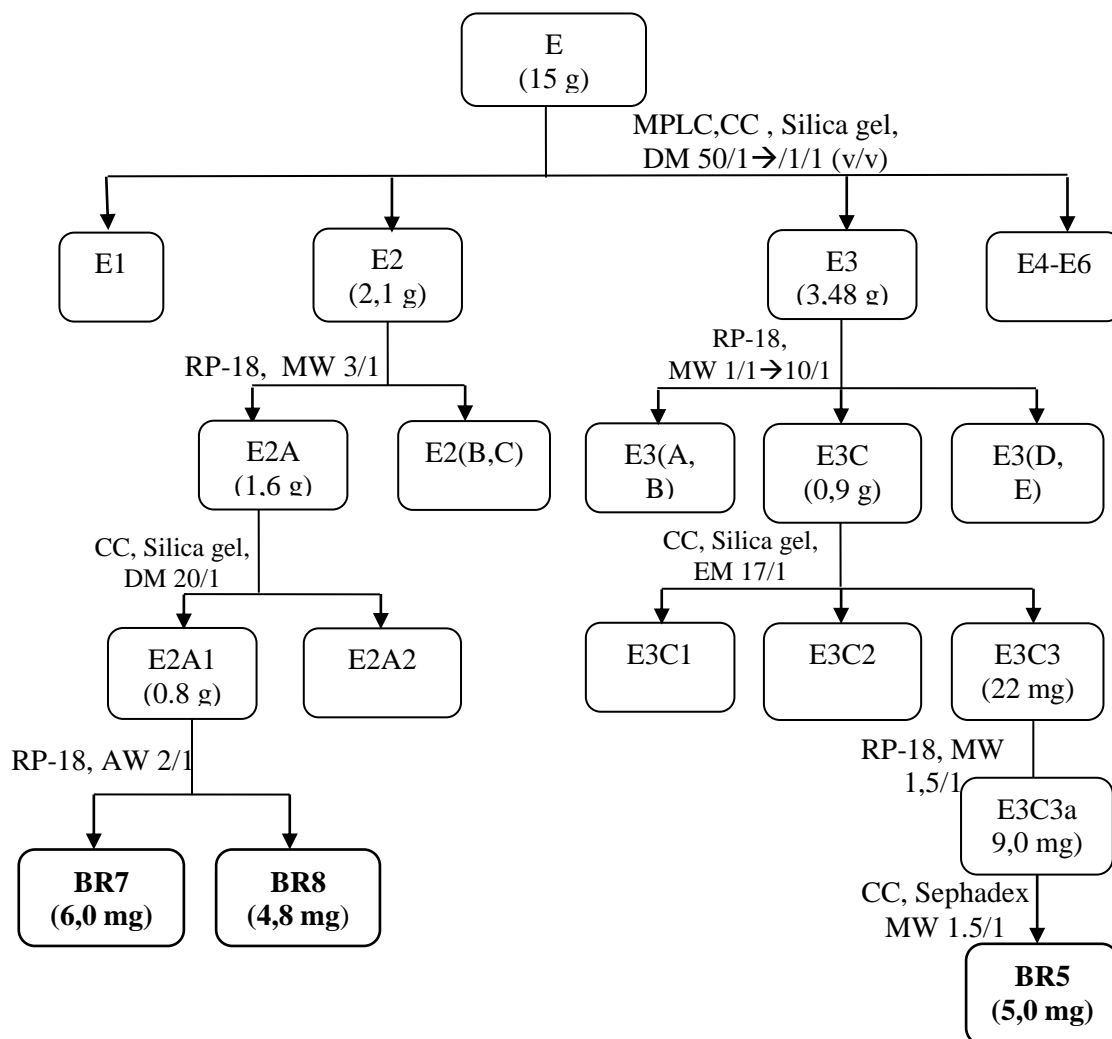 E
(15 g)
MPLC,CC , Silica gel,
DM 50/1→/1/1 (v/v)
E1
E2
(2,1 g)
E3
(3,48 g)
E4-E6
RP-18, MW 3/1
RP-18,
MW 1/1→10/1
E2A
(1,6 g)
E2(B,C)
E3(A,
B)
E3C
(0,9 g)
E3(D,
E)
CC, Silica gel,
DM 20/1
CC, Silica gel,
EM 17/1
E2A1
(0.8 g)
E2A2
E3C1
E3C2
E3C3
(22 mg)
RP-18, AW 2/1
RP-18, MW
1,5/1
E3C3a
9,0 mg)
BR7
(6,0 mg)
BR8
(4,8 mg)
CC, Sephadex
MW 1.5/1
BR5
(5,0 mg)